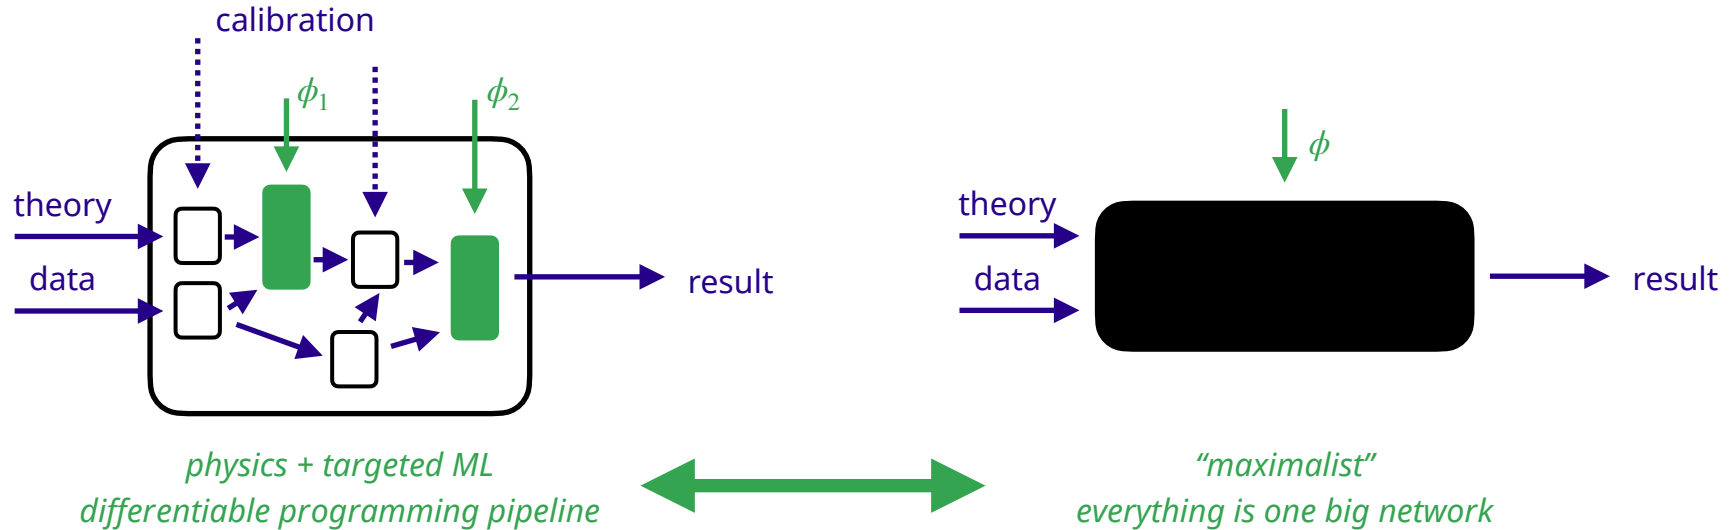 calibration
ϕ₁
ϕ₂
theory
data
result
physics + targeted ML
differentiable programming pipeline
ϕ
theory
data
result
“maximalist”
everything is one big network